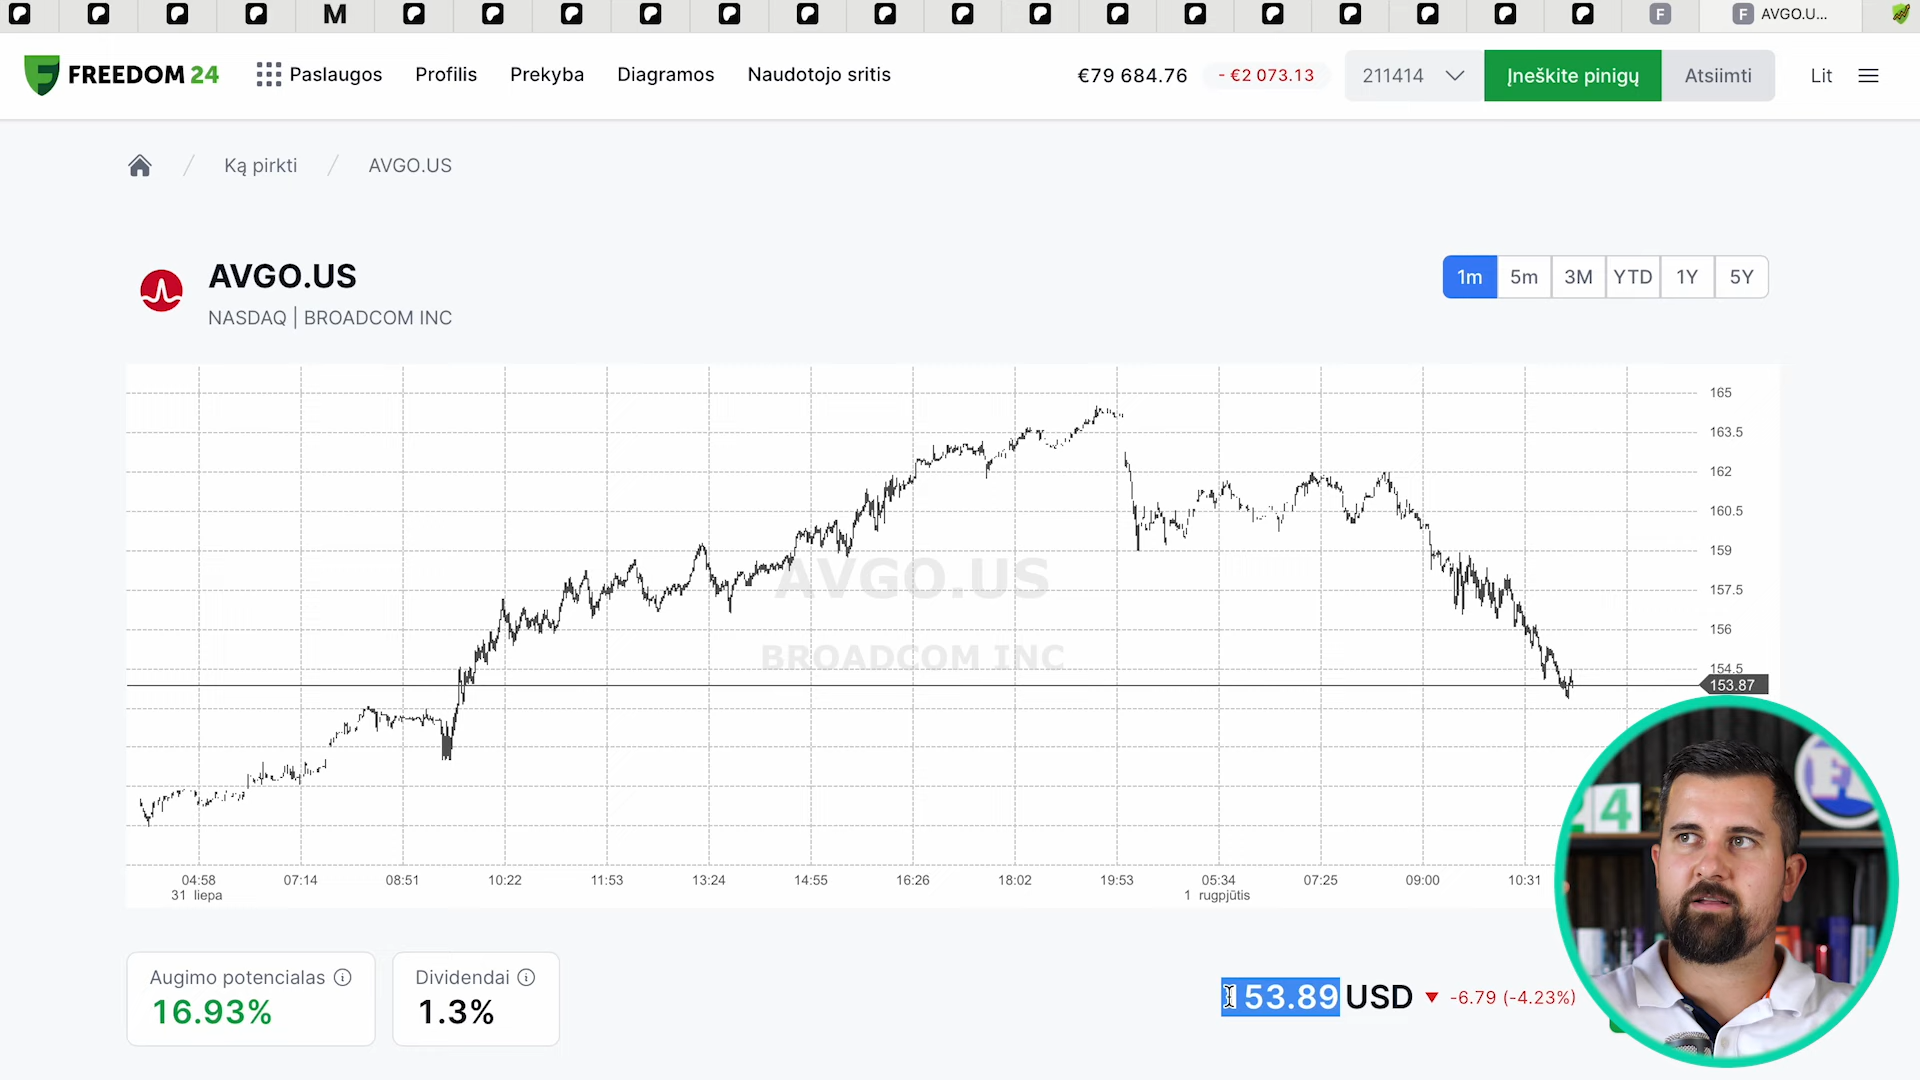 M
F
F AVGO.U...
FREEDOM 24
Paslaugos
Profilis
Prekyba
Diagramos
Naudotojo sritis
€79 684.76
- €2 073.13
211414
Įneškite pinigų
Atsiimti
Lit
Ką pirkti
AVGO.US
AVGO.US
NASDAQ | BROADCOM INC
1m
5m
3M
YTD
1Y
5Y
165
163.5
162
160.5
159
157.5
156
154.5
153.87
AVGO.US
BROADCOM INC
04:58
07:14
08:51
10:22
11:53
13:24
14:55
16:26
18:02
19:53
05:34
07:25
09:00
10:31
31 liepa
1 rugpjūtis
Augimo potencialas
16.93%
Dividendai
1.3%
153.89 USD
-6.79 (-4.23%)
24